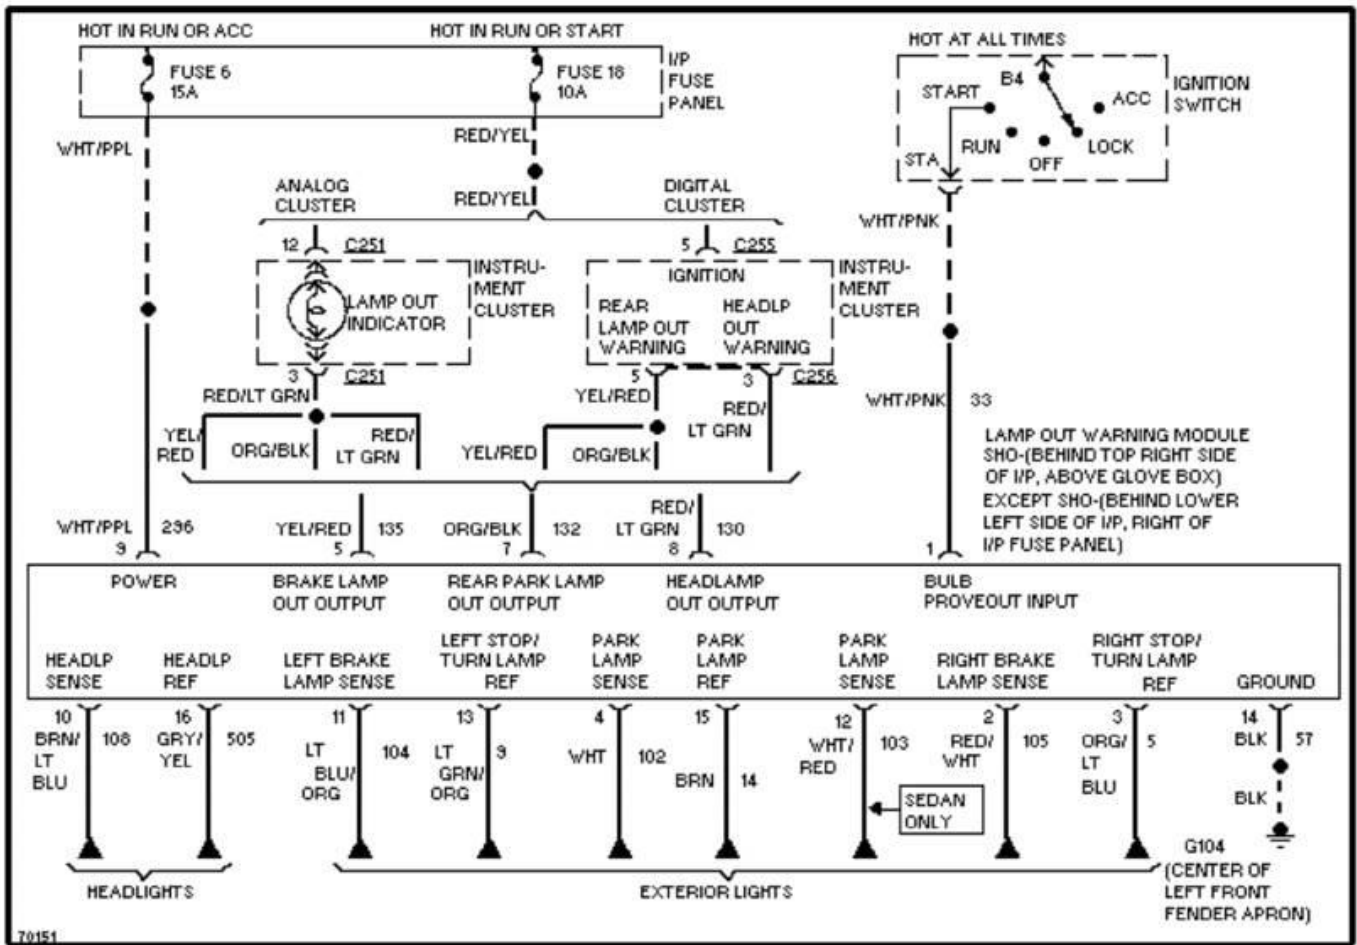 HOT IN RUN OR ACC
HOT IN RUN OR START
HOT AT ALL TIMES
FUSE 6
15A
FUSE 18
10A
I/P
FUSE
PANEL
B4
START
ACC
IGNITION
SWITCH
RUN
OFF
LOCK
STA
WHT/PPL
RED/YEL
RED/YEL
WHT/PNK
ANALOG
CLUSTER
DIGITAL
CLUSTER
12 C251
5 C255
LAMP OUT
INDICATOR
INSTRU-
MENT
CLUSTER
IGNITION
REAR
LAMP OUT
WARNING
HEADLP
OUT
WARNING
INSTRU-
MENT
CLUSTER
3 C251
5
3 C256
RED/LT GRN
YEL/
RED
ORG/BLK
RED/
LT GRN
YEL/RED
YEL/RED
ORG/BLK
RED/
LT GRN
WHT/PNK 33
LAMP OUT WARNING MODULE
SHO-(BEHIND TOP RIGHT SIDE
OF I/P, ABOVE GLOVE BOX)
EXCEPT SHO-(BEHIND LOWER
LEFT SIDE OF I/P, RIGHT OF
I/P FUSE PANEL)
WHT/PPL 296
9
YEL/RED 135
5
ORG/BLK 132
7
RED/
LT GRN 130
8
1
POWER
BRAKE LAMP
OUT OUTPUT
REAR PARK LAMP
OUT OUTPUT
HEADLAMP
OUT OUTPUT
BULB
PROVEOUT INPUT
HEADLP
SENSE
HEADLP
REF
LEFT BRAKE
LAMP SENSE
LEFT STOP/
TURN LAMP
REF
PARK
LAMP
SENSE
PARK
LAMP
REF
PARK
LAMP
SENSE
RIGHT BRAKE
LAMP SENSE
RIGHT STOP/
TURN LAMP
REF
GROUND
10
BRN/
LT
BLU
108
16
GRY/
YEL
505
11
LT
BLU/
ORG
104
13
LT
GRN/
ORG
9
4
WHT
102
15
BRN
14
12
WHT/
RED
103
2
RED/
WHT
105
3
ORG/
LT
BLU
5
14
BLK
57
BLK
SEDAN
ONLY
HEADLIGHTS
EXTERIOR LIGHTS
G104
(CENTER OF
LEFT FRONT
FENDER APRON)
70151